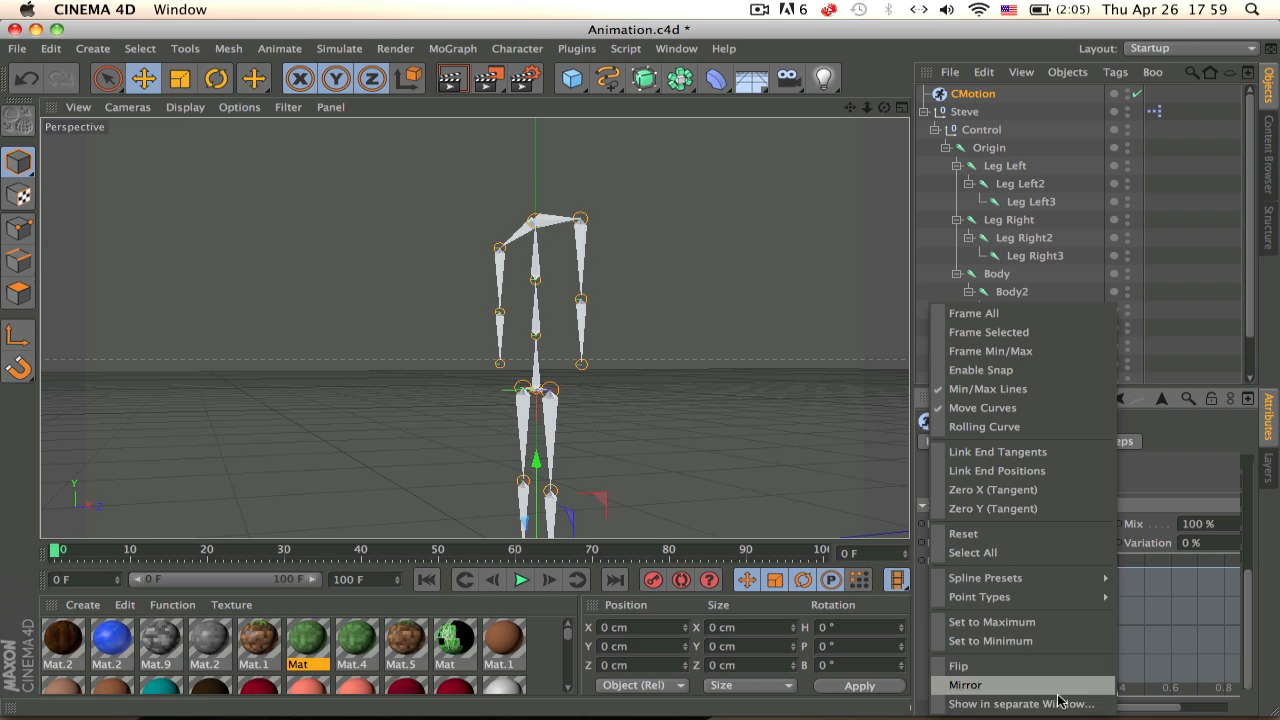 CINEMA 4D Window 6 (2:05) Thu Apr 26 17:59
Animation.c4d *
File Edit Create Select Tools Mesh Animate Simulate Render MoGraph Character Plugins Script Window Help Layout: Startup
X Y Z
File Edit View Objects Tags Boo
View Cameras Display Options Filter Panel
Perspective
CMotion
Steve
Control
Origin
Leg Left
Leg Left2
Leg Left3
Leg Right
Leg Right2
Leg Right3
Body
Body2
Objects
Content Browser
Structure
Attributes
Layers
Frame All
Frame Selected
Frame Min/Max
Enable Snap
Min/Max Lines
Move Curves
Rolling Curve
Link End Tangents
Link End Positions
Zero X (Tangent)
Zero Y (Tangent)
Reset
Select All
Spline Presets
Point Types
Set to Maximum
Set to Minimum
Flip
Mirror
Show in separate Window...
eps
Mix 100 %
Variation 0 %
0.6 0.8
Y
X Z
0 10 20 30 40 50 60 70 80 90 10 0 F
0 F 0 F 100 F 100 F
P
Create Edit Function Texture
Mat.2 Mat.2 Mat.9 Mat.2 Mat.1 Mat Mat.4 Mat.5 Mat Mat.1
Position Size Rotation
X 0 cm X 0 cm H 0 °
Y 0 cm Y 0 cm P 0 °
Z 0 cm Z 0 cm B 0 °
Object (Rel) Size Apply
MAXON
CINEMA 4D